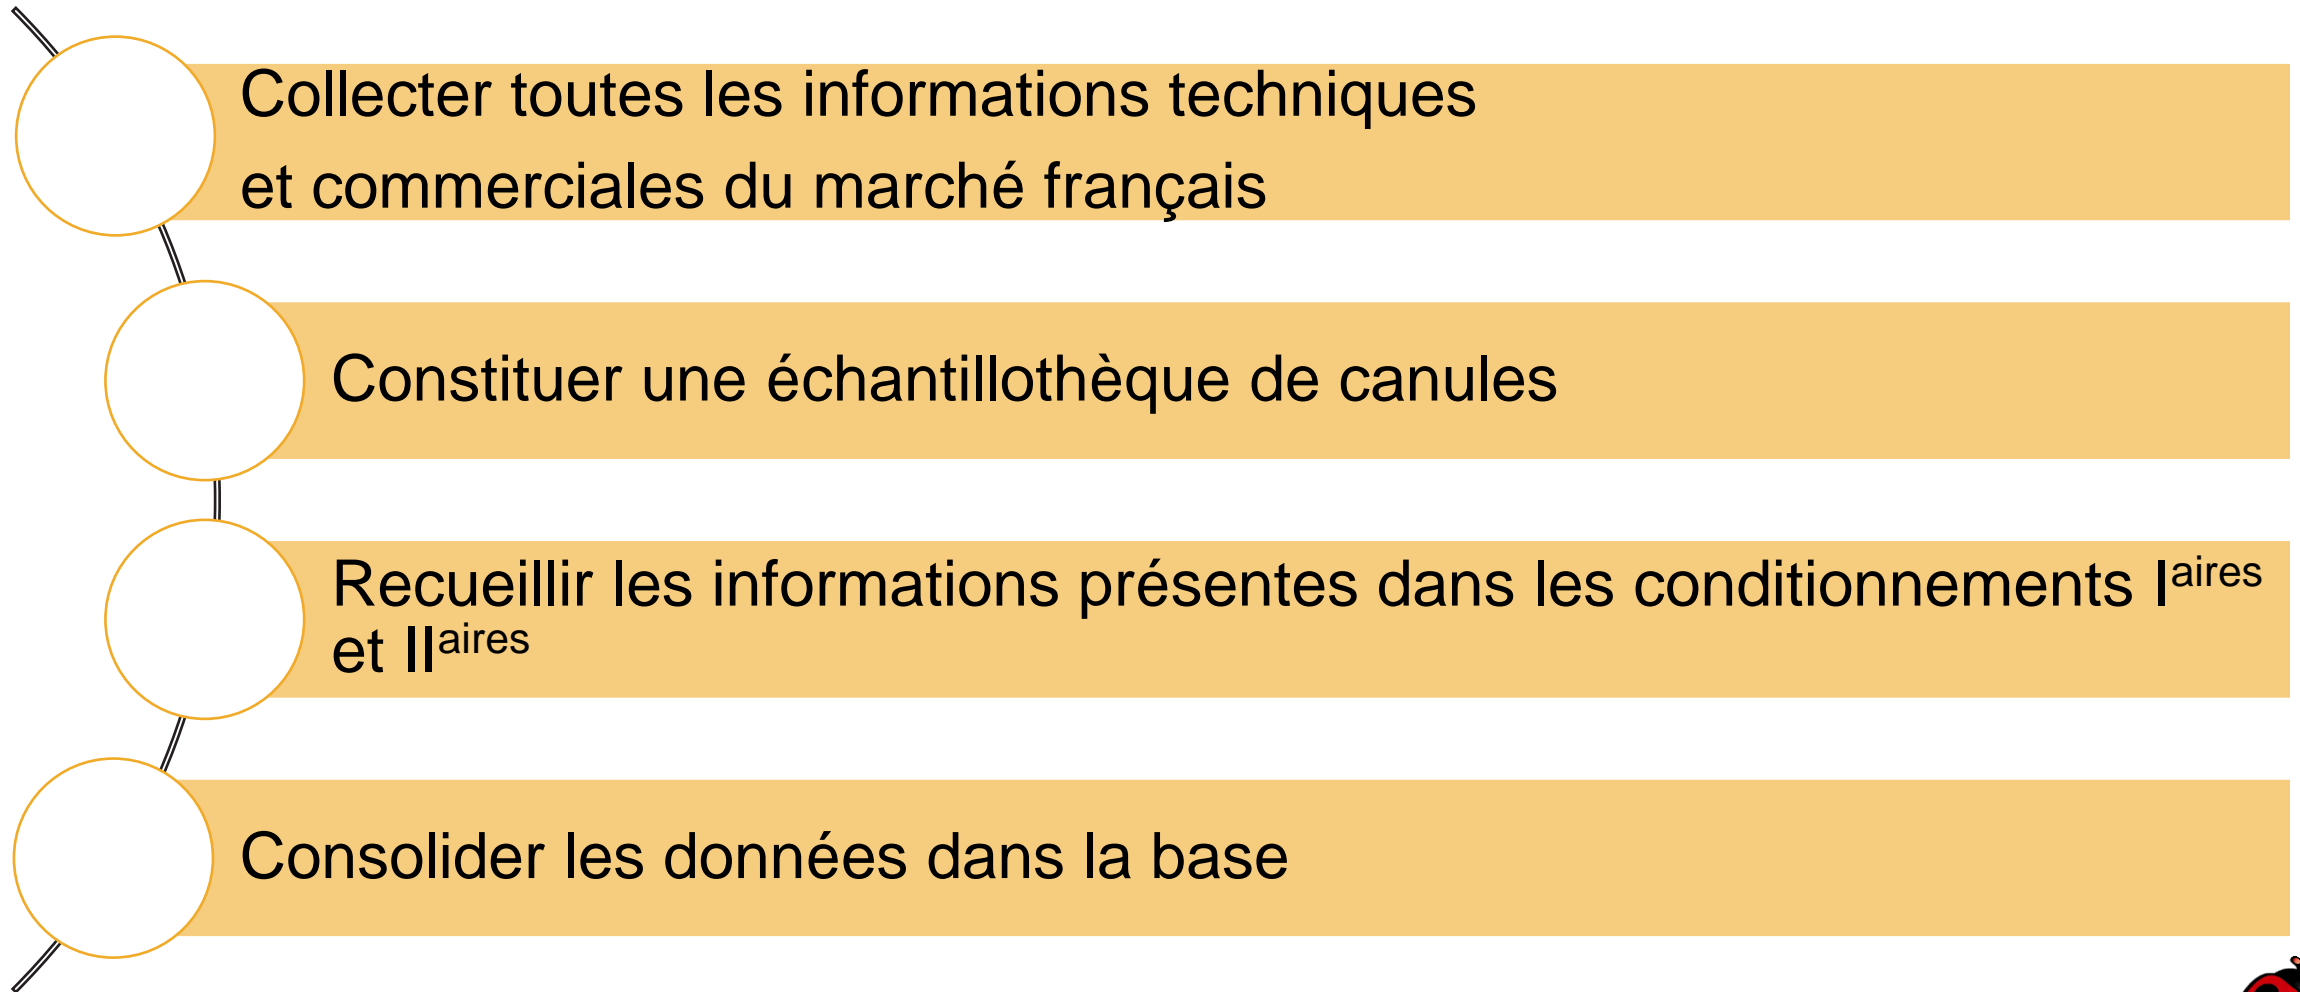 Collecter toutes les informations techniques
et commerciales du marché français
Constituer une échantillothèque de canules
Recueillir les informations présentes dans les conditionnements Iaires
et IIaires
Consolider les données dans la base